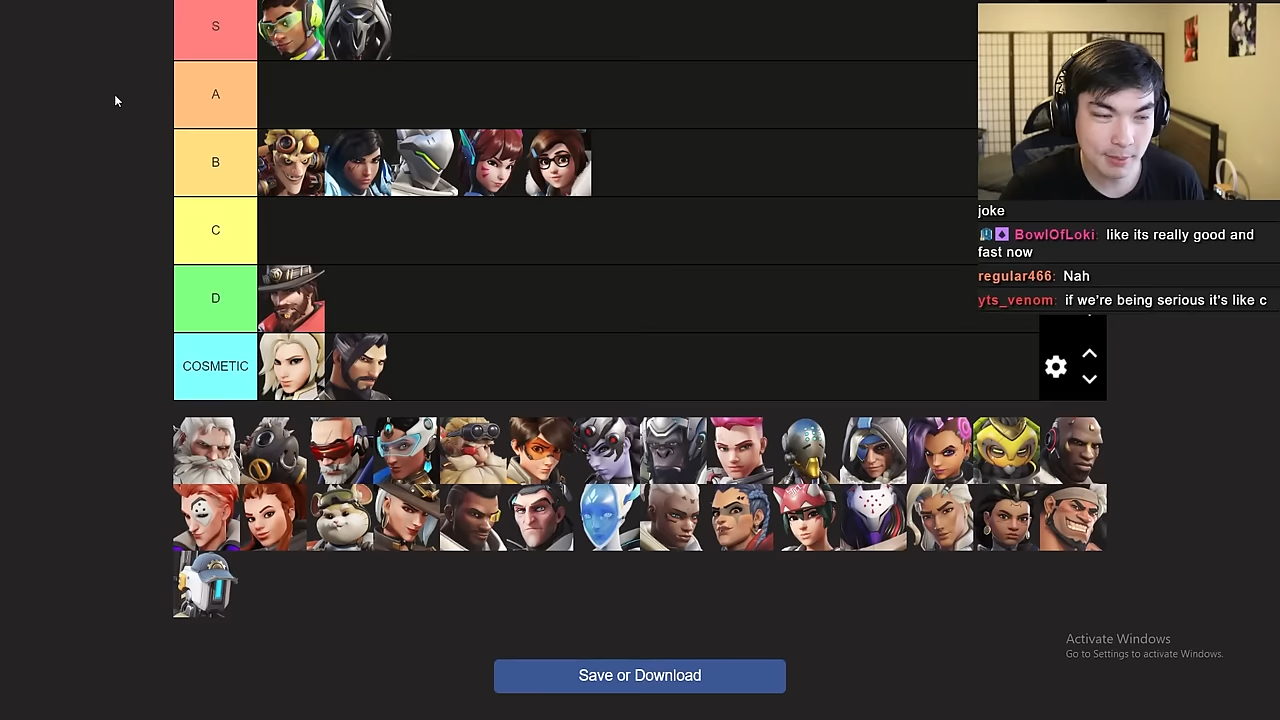 S
A
B
C
D
COSMETIC
joke
BowlOfLoki: like its really good and
fast now
regular466: Nah
yts_venom: if we're being serious it's like c
Save or Download
Activate Windows
Go to Settings to activate Windows.